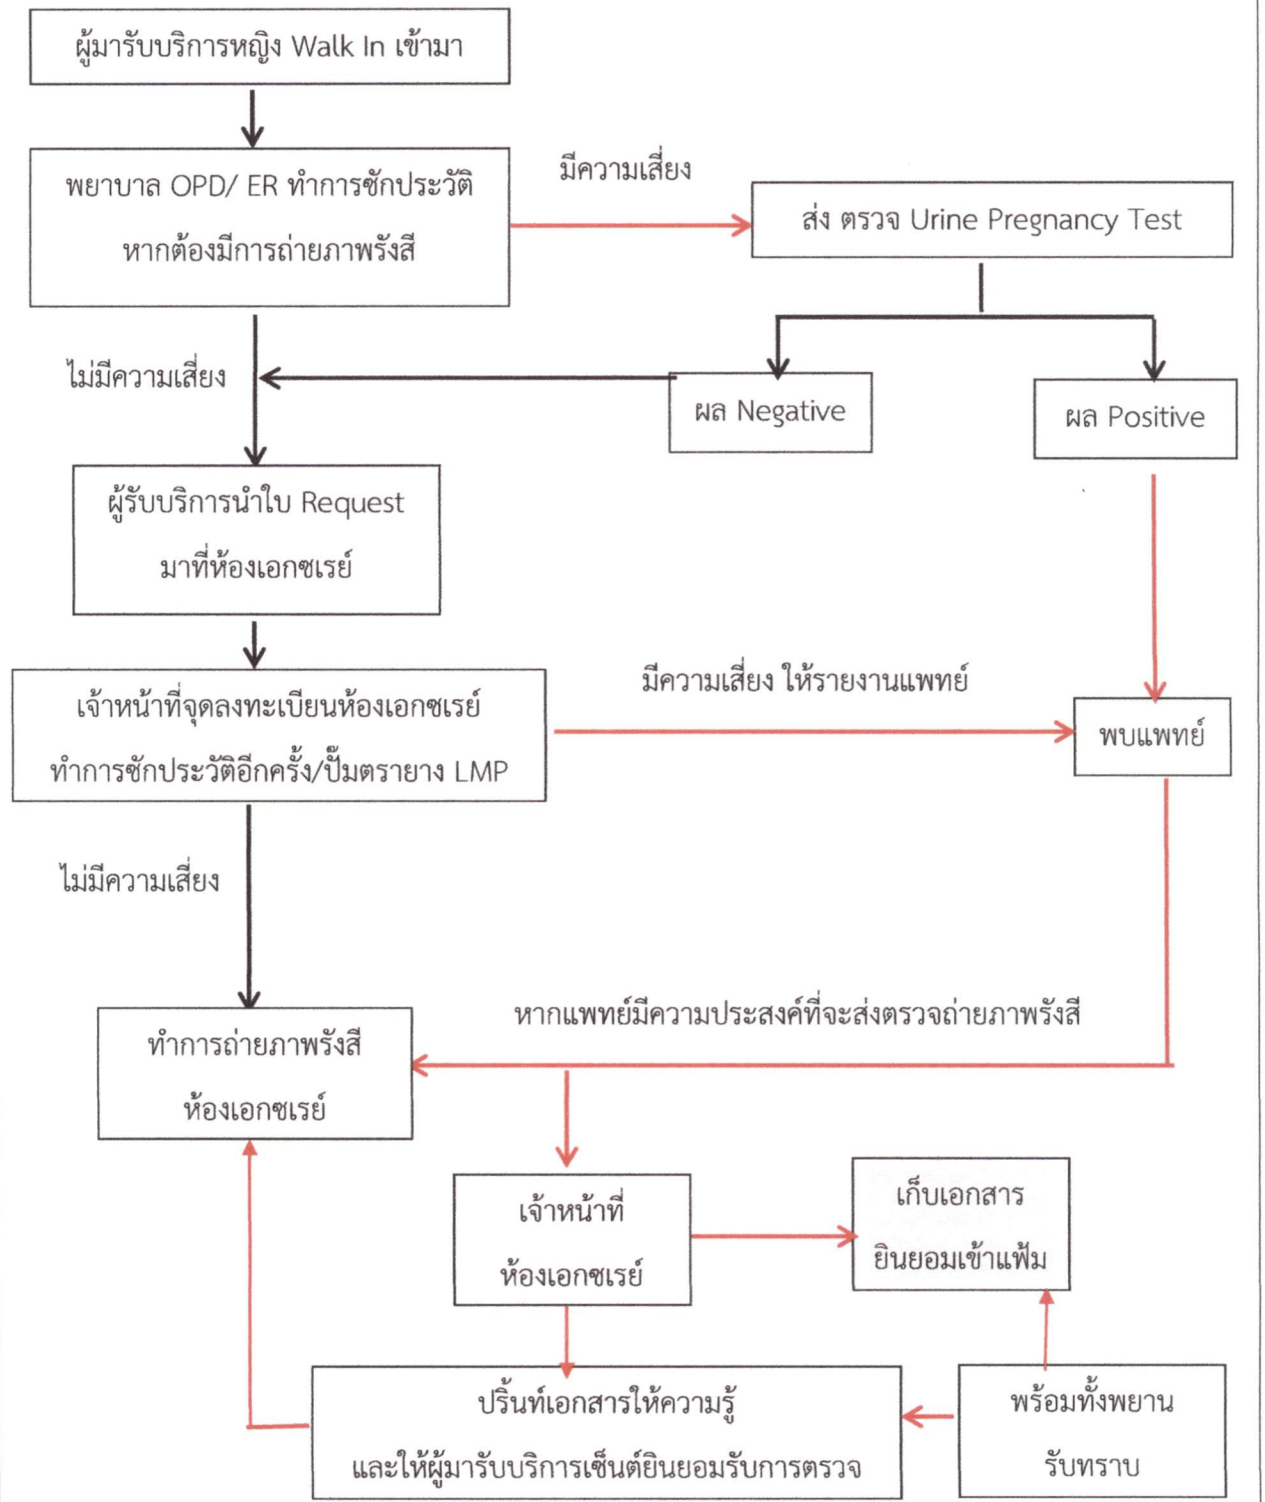 ผู้มารับบริการหญิง Walk In เข้ามา
พยาบาล OPD/ ER ทำการซักประวัติ
หากต้องมีการถ่ายภาพรังสี
มีความเสี่ยง
ส่ง ตรวจ Urine Pregnancy Test
ไม่มีความเสี่ยง
ผล Negative
ผล Positive
ผู้รับบริการนำใบ Request
มาที่ห้องเอกซเรย์
เจ้าหน้าที่จุดลงทะเบียนห้องเอกซเรย์
ทำการซักประวัติอีกครั้ง/ปั๊มตรายาง LMP
มีความเสี่ยง ให้รายงานแพทย์
พบแพทย์
ไม่มีความเสี่ยง
หากแพทย์มีความประสงค์ที่จะส่งตรวจถ่ายภาพรังสี
ทำการถ่ายภาพรังสี
ห้องเอกซเรย์
เจ้าหน้าที่
ห้องเอกซเรย์
เก็บเอกสาร
ยินยอมเข้าแฟ้ม
ปริ้นท์เอกสารให้ความรู้
และให้ผู้มารับบริการเซ็นต์ยินยอมรับการตรวจ
พร้อมทั้งพยาน
รับทราบ